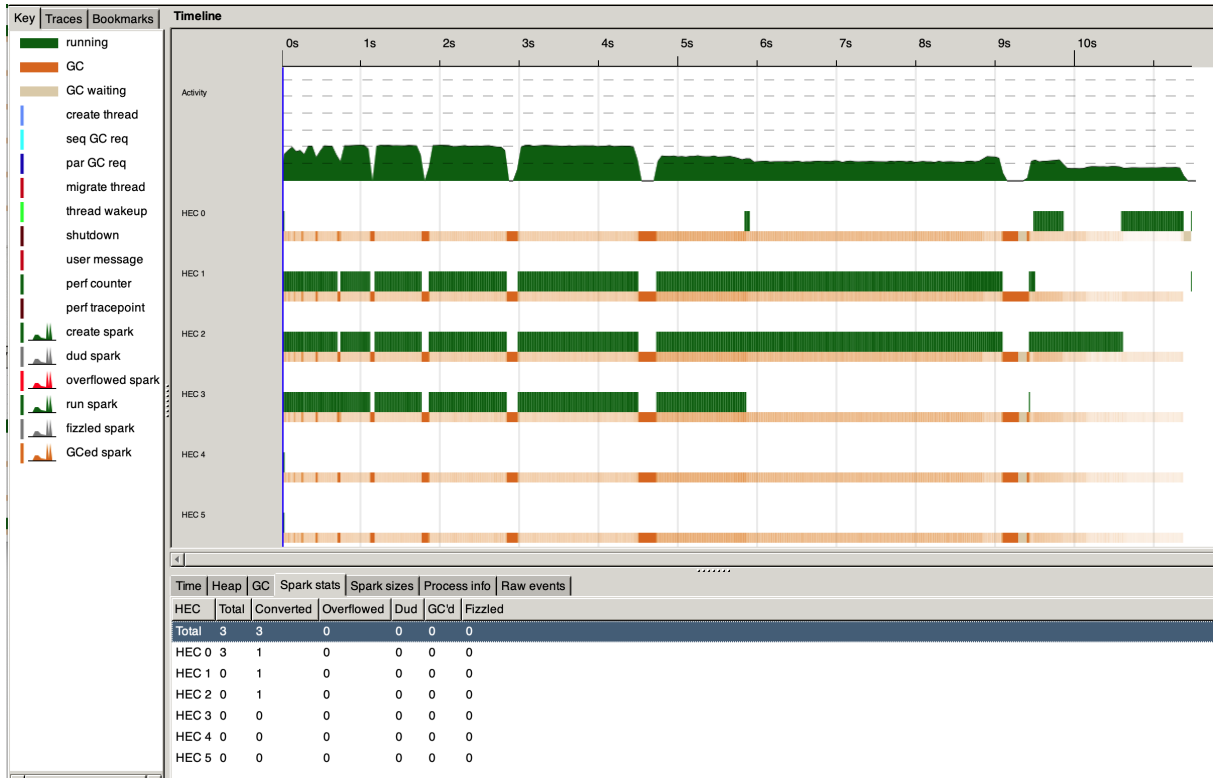 Key Traces Bookmarks
running
GC
GC waiting
create thread
seq GC req
par GC req
migrate thread
thread wakeup
shutdown
user message
perf counter
perf tracepoint
create spark
dud spark
overflowed spark
run spark
fizzled spark
GCed spark
Timeline
0s 1s 2s 3s 4s 5s 6s 7s 8s 9s 10s
Activity
HEC 0
HEC 1
HEC 2
HEC 3
HEC 4
HEC 5
Time Heap GC Spark stats Spark sizes Process info Raw events
HEC Total Converted Overflowed Dud GC'd Fizzled
Total 3 3 0 0 0 0
HEC 0 3 1 0 0 0 0
HEC 1 0 1 0 0 0 0
HEC 2 0 1 0 0 0 0
HEC 3 0 0 0 0 0 0
HEC 4 0 0 0 0 0 0
HEC 5 0 0 0 0 0 0